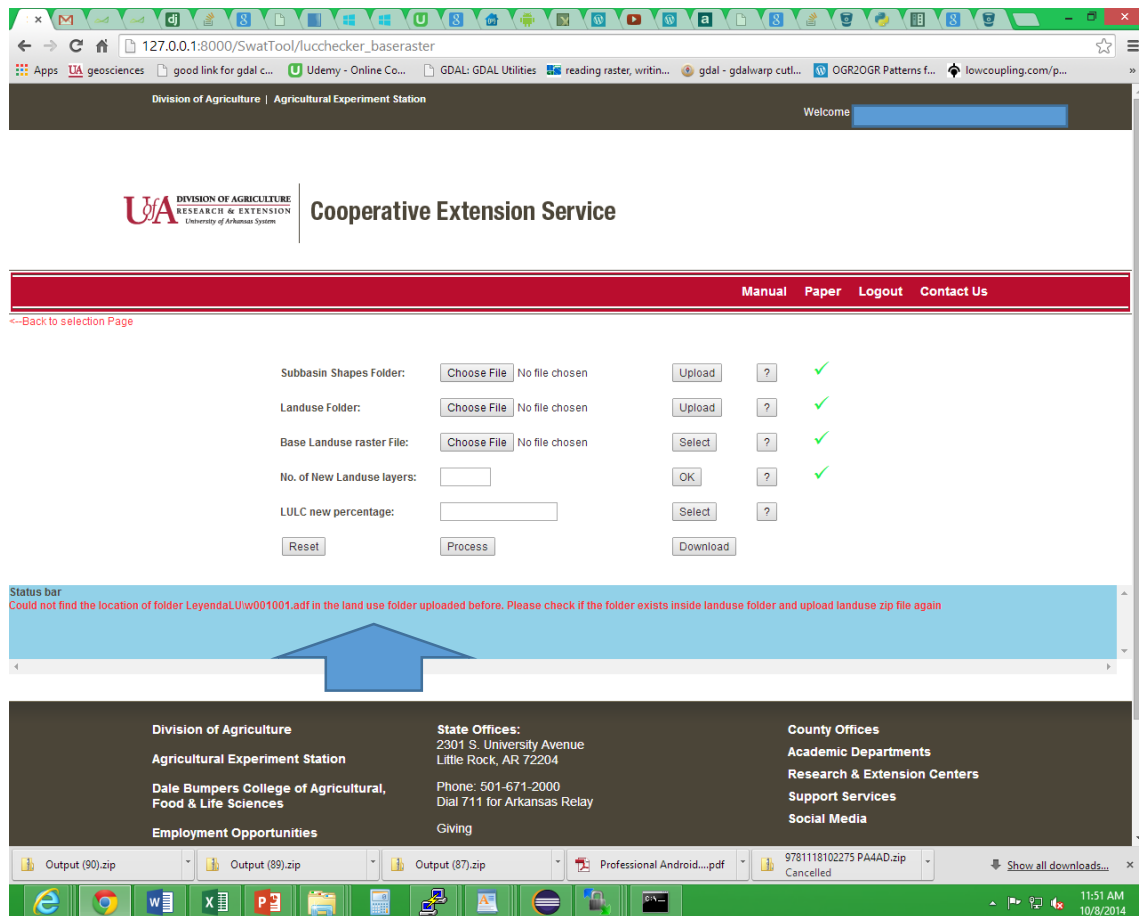 127.0.0.1:8000/SwatTool/lucchecker_baseraster
Apps UA geosciences good link for gdal c... Udemy - Online Co... GDAL: GDAL Utilities reading raster, writin... gdal - gdalwarp cutl... OGR2OGR Patterns f... lowcoupling.com/p... »
Division of Agriculture | Agricultural Experiment Station
Welcome
UofA DIVISION OF AGRICULTURE
RESEARCH & EXTENSION
University of Arkansas System
Cooperative Extension Service
Manual Paper Logout Contact Us
<--Back to selection Page
Subbasin Shapes Folder: Choose File No file chosen Upload ?
Landuse Folder: Choose File No file chosen Upload ?
Base Landuse raster File: Choose File No file chosen Select ?
No. of New Landuse layers: OK ?
LULC new percentage: Select ?
Reset Process Download
Status bar
Could not find the location of folder LeyendaLU\w001001.adf in the land use folder uploaded before. Please check if the folder exists inside landuse folder and upload landuse zip file again
Division of Agriculture
Agricultural Experiment Station
Dale Bumpers College of Agricultural,
Food & Life Sciences
Employment Opportunities
State Offices:
2301 S. University Avenue
Little Rock, AR 72204
Phone: 501-671-2000
Dial 711 for Arkansas Relay
Giving
County Offices
Academic Departments
Research & Extension Centers
Support Services
Social Media
Output (90).zip Output (89).zip Output (87).zip Professional Android....pdf 9781118102275 PA4AD.zip
Cancelled
Show all downloads...
11:51 AM
10/8/2014